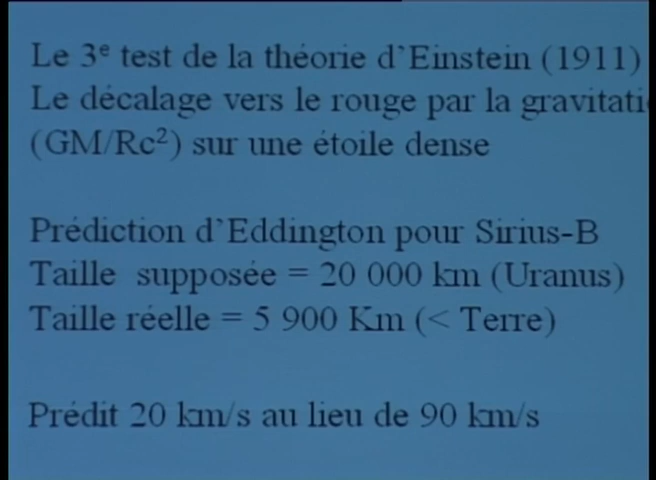 Le 3ᵉ test de la théorie d'Einstein (1911)
Le décalage vers le rouge par la gravitati
(GM/Rc²) sur une étoile dense
Prédiction d'Eddington pour Sirius-B
Taille supposée = 20 000 km (Uranus)
Taille réelle = 5 900 Km (< Terre)
Prédit 20 km/s au lieu de 90 km/s